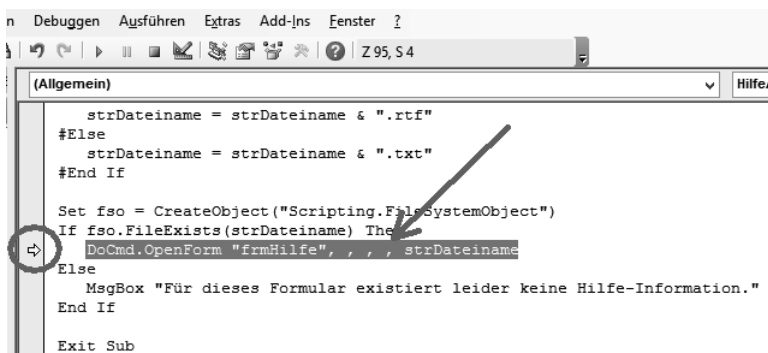 n Debuggen Ausführen Extras Add-Ins Fenster ?
Z 95, S 4
(Allgemein) Hilfe
strDateiname = strDateiname & ".rtf"
#Else
strDateiname = strDateiname & ".txt"
#End If
Set fso = CreateObject("Scripting.FileSystemObject")
If fso.FileExists(strDateiname) The
DoCmd.OpenForm "frmHilfe", , , , strDateiname
Else
MsgBox "Für dieses Formular existiert leider keine Hilfe-Information."
End If
Exit Sub